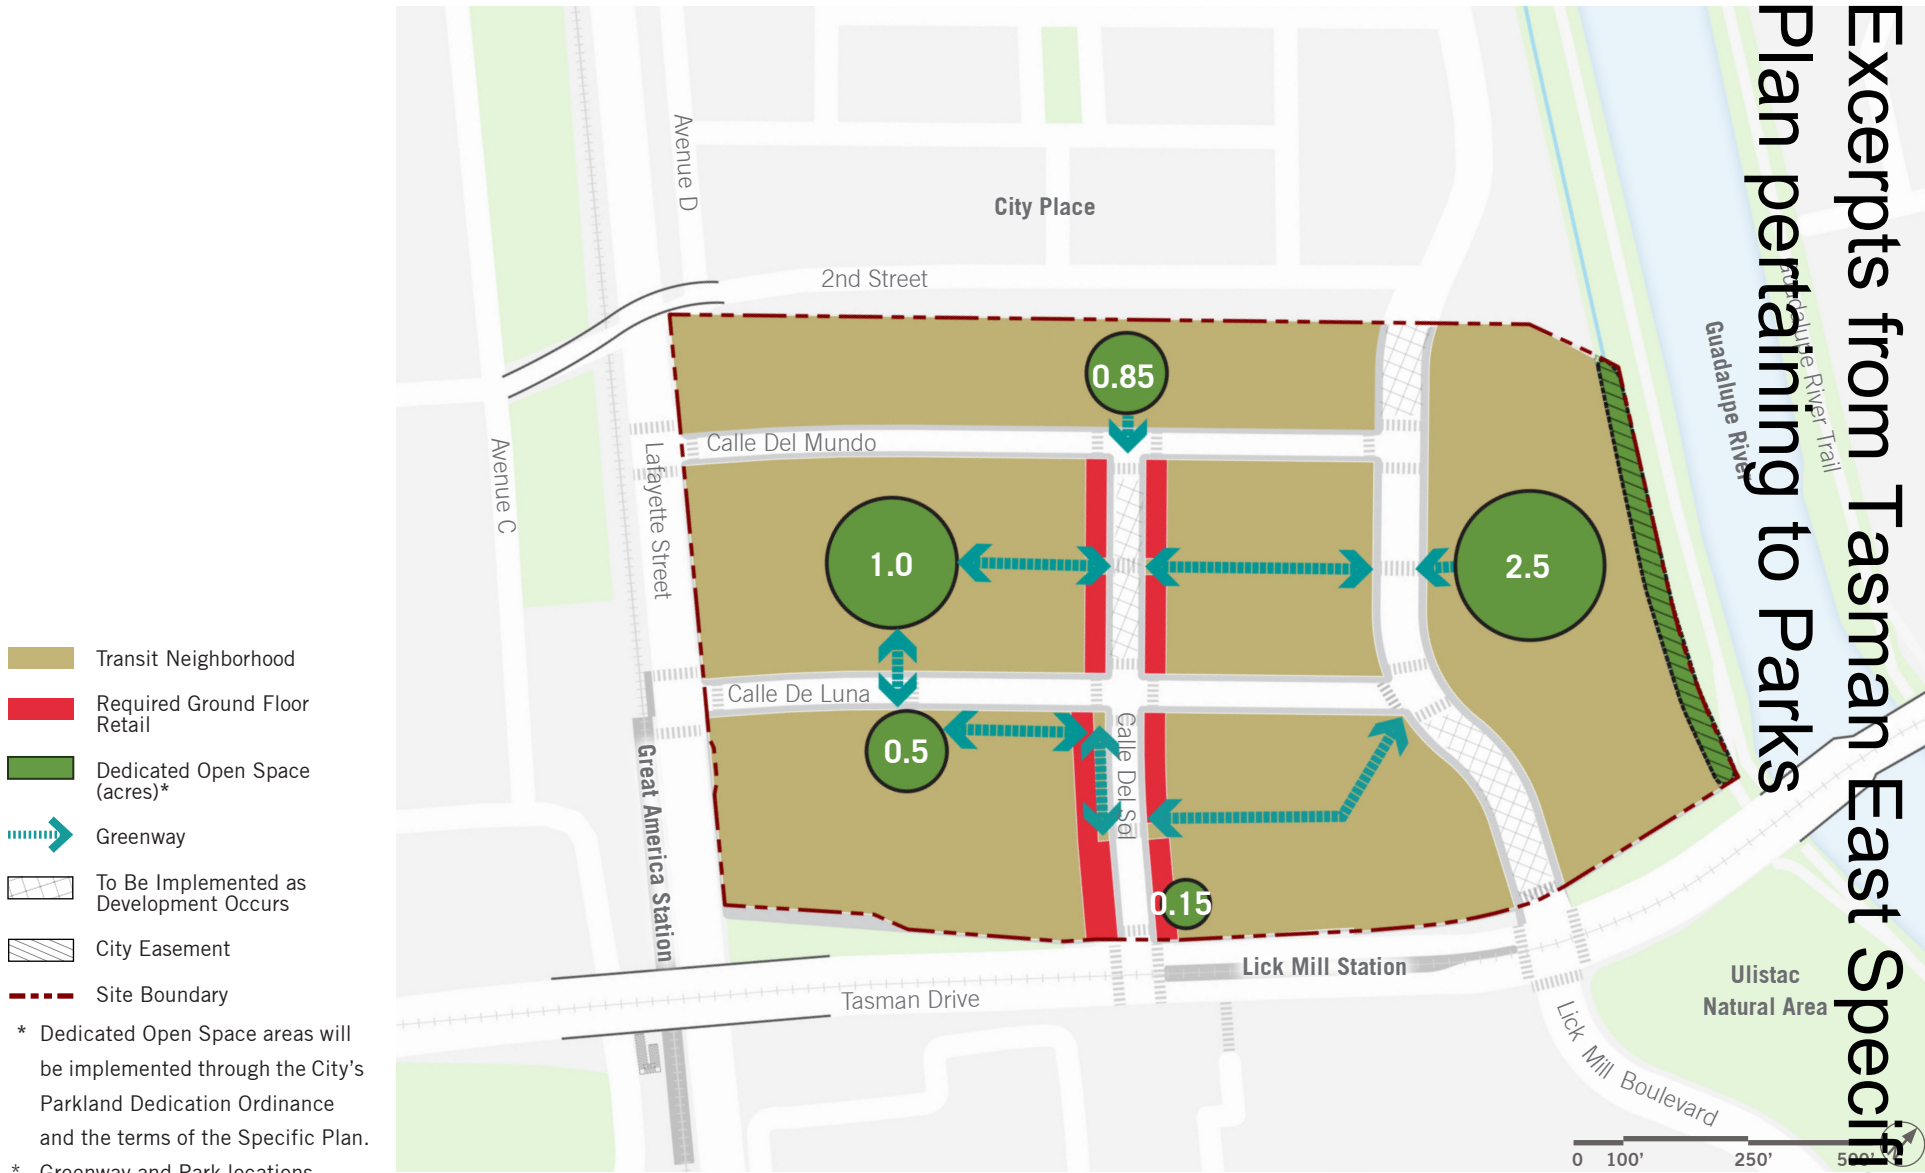 Excerpts from Tasman East Specifi
Plan pertaining to Parks
Avenue D
City Place
2nd Street
Guadalupe River Trail
Guadalupe River
0.85
Calle Del Mundo
Avenue C
Lafayette Street
1.0
2.5
Calle De Luna
0.5
Calle Del Sol
Great America Station
0.15
Lick Mill Station
Tasman Drive
Ulistac
Natural Area
Lick Mill Boulevard
0 100’ 250’ 500’
Transit Neighborhood
Required Ground Floor
Retail
Dedicated Open Space
(acres)*
Greenway
To Be Implemented as
Development Occurs
City Easement
Site Boundary
* Dedicated Open Space areas will
be implemented through the City’s
Parkland Dedication Ordinance
and the terms of the Specific Plan.
* Greenway and Park locations